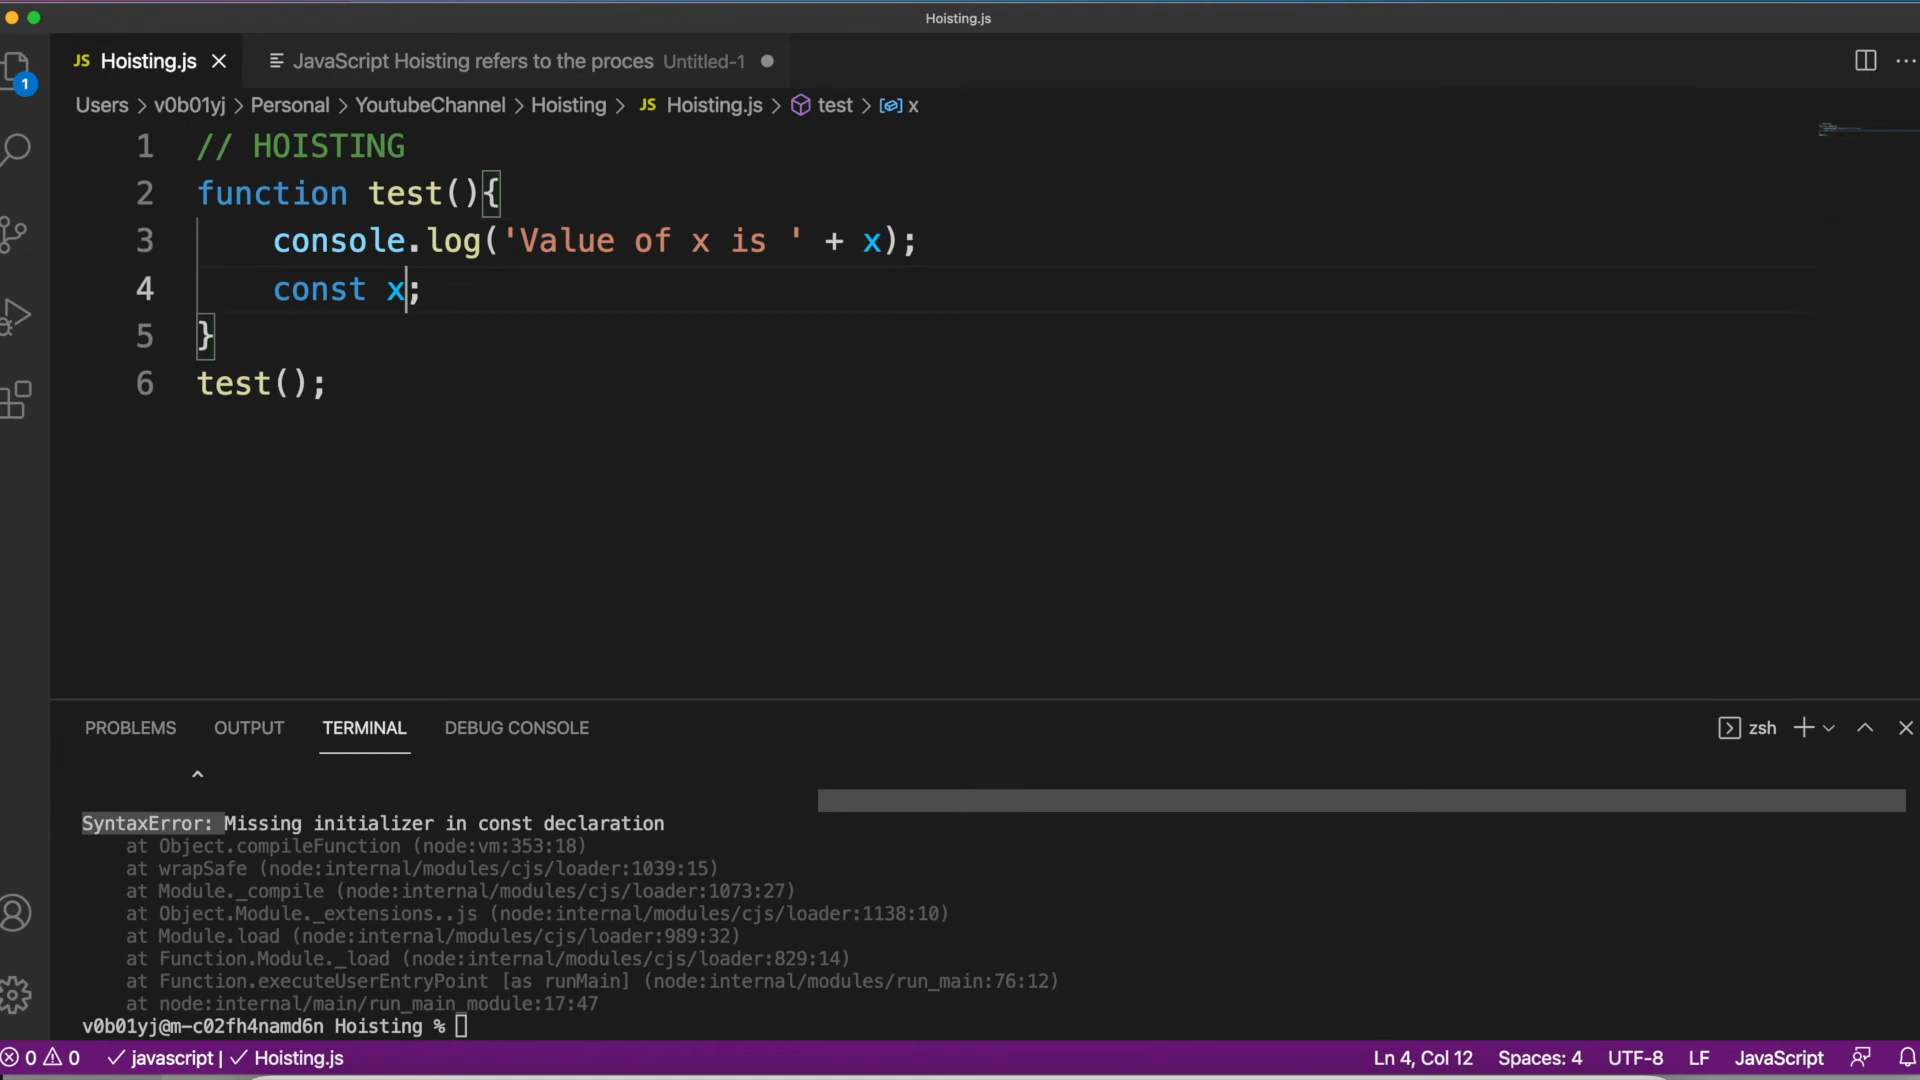 Hoisting.js
JS Hoisting.js × JavaScript Hoisting refers to the proces Untitled-1
1
Users > v0b01yj > Personal > YoutubeChannel > Hoisting > JS Hoisting.js > test > x
1 // HOISTING
2 function test(){
3 console.log('Value of x is ' + x);
4 const x;
5 }
6 test();
PROBLEMS OUTPUT TERMINAL DEBUG CONSOLE zsh
^
SyntaxError: Missing initializer in const declaration
at Object.compileFunction (node:vm:353:18)
at wrapSafe (node:internal/modules/cjs/loader:1039:15)
at Module._compile (node:internal/modules/cjs/loader:1073:27)
at Object.Module._extensions..js (node:internal/modules/cjs/loader:1138:10)
at Module.load (node:internal/modules/cjs/loader:989:32)
at Function.Module._load (node:internal/modules/cjs/loader:829:14)
at Function.executeUserEntryPoint [as runMain] (node:internal/modules/run_main:76:12)
at node:internal/main/run_main_module:17:47
v0b01yj@m-c02fh4namd6n Hoisting %
0 0 javascript | Hoisting.js Ln 4, Col 12 Spaces: 4 UTF-8 LF JavaScript